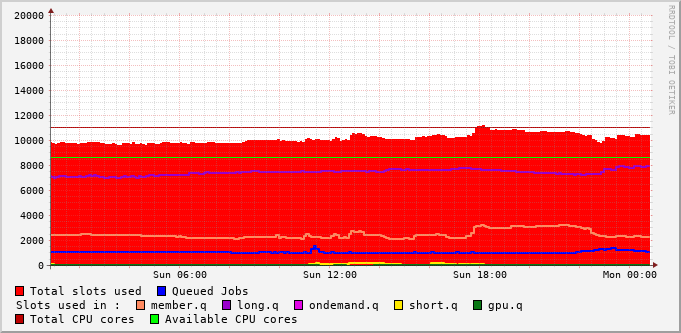 20000
18000
16000
14000
12000
10000
8000
6000
4000
2000
0
Sun 06:00 Sun 12:00 Sun 18:00 Mon 00:00
RRDTOOL / TOBI OETIKER
Total slots used Queued Jobs
Slots used in : member.q long.q ondemand.q short.q gpu.q
Total CPU cores Available CPU cores